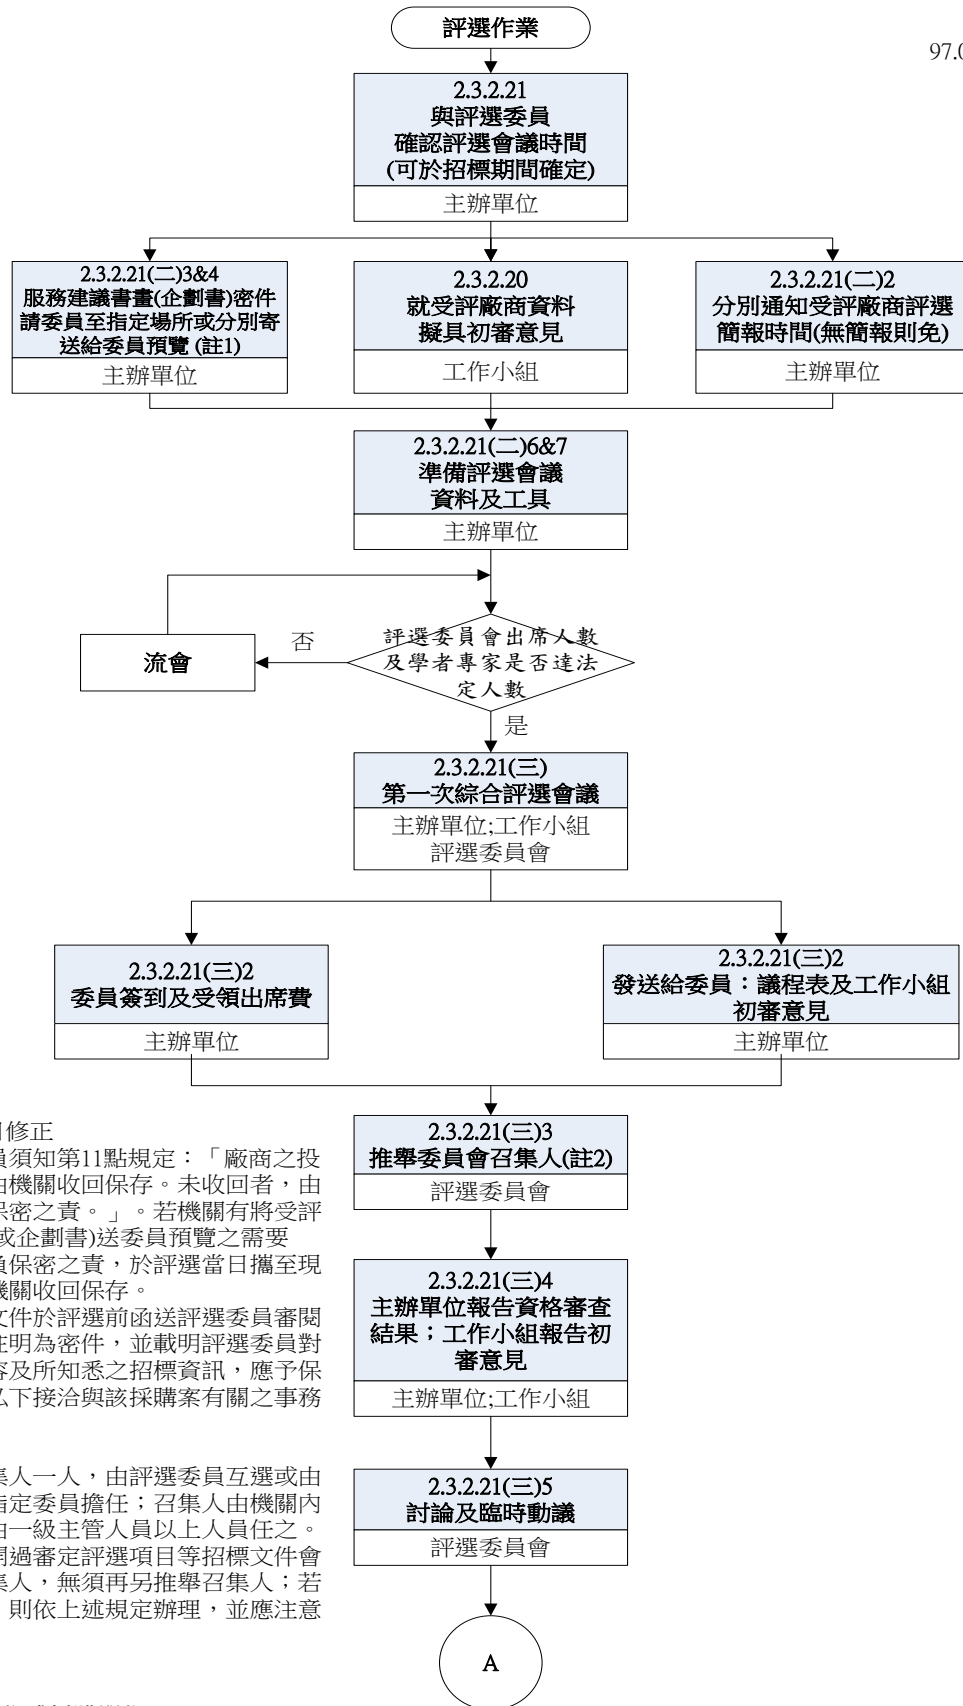 評選作業
97.0
2.3.2.21
與評選委員
確認評選會議時間
(可於招標期間確定)
主辦單位
2.3.2.21(二)3&4
服務建議書畫(企劃書)密件
請委員至指定場所或分別寄
送給委員預覽 (註1)
主辦單位
2.3.2.20
就受評廠商資料
擬具初審意見
工作小組
2.3.2.21(二)2
分別通知受評廠商評選
簡報時間(無簡報則免)
主辦單位
2.3.2.21(二)6&7
準備評選會議
資料及工具
主辦單位
評選委員會出席人數
及學者專家是否達法
定人數
否
流會
是
2.3.2.21(三)
第一次綜合評選會議
主辦單位;工作小組
評選委員會
2.3.2.21(三)2
委員簽到及受領出席費
主辦單位
2.3.2.21(三)2
發送給委員：議程表及工作小組
初審意見
主辦單位
2.3.2.21(三)3
推舉委員會召集人(註2)
評選委員會
2.3.2.21(三)4
主辦單位報告資格審查
結果；工作小組報告初
審意見
主辦單位;工作小組
2.3.2.21(三)5
討論及臨時動議
評選委員會
A
修正
員須知第11點規定：「廠商之投
由機關收回保存。未收回者，由
保密之責。」。若機關有將受評
或企劃書)送委員預覽之需要
負保密之責，於評選當日攜至現
機關收回保存。
文件於評選前函送評選委員審閱
註明為密件，並載明評選委員對
容及所知悉之招標資訊，應予保
私下接洽與該採購案有關之事務
集人一人，由評選委員互選或由
指定委員擔任；召集人由機關內
由一級主管人員以上人員任之。
開過審定評選項目等招標文件會
集人，無須再另推舉召集人；若
則依上述規定辦理，並應注意